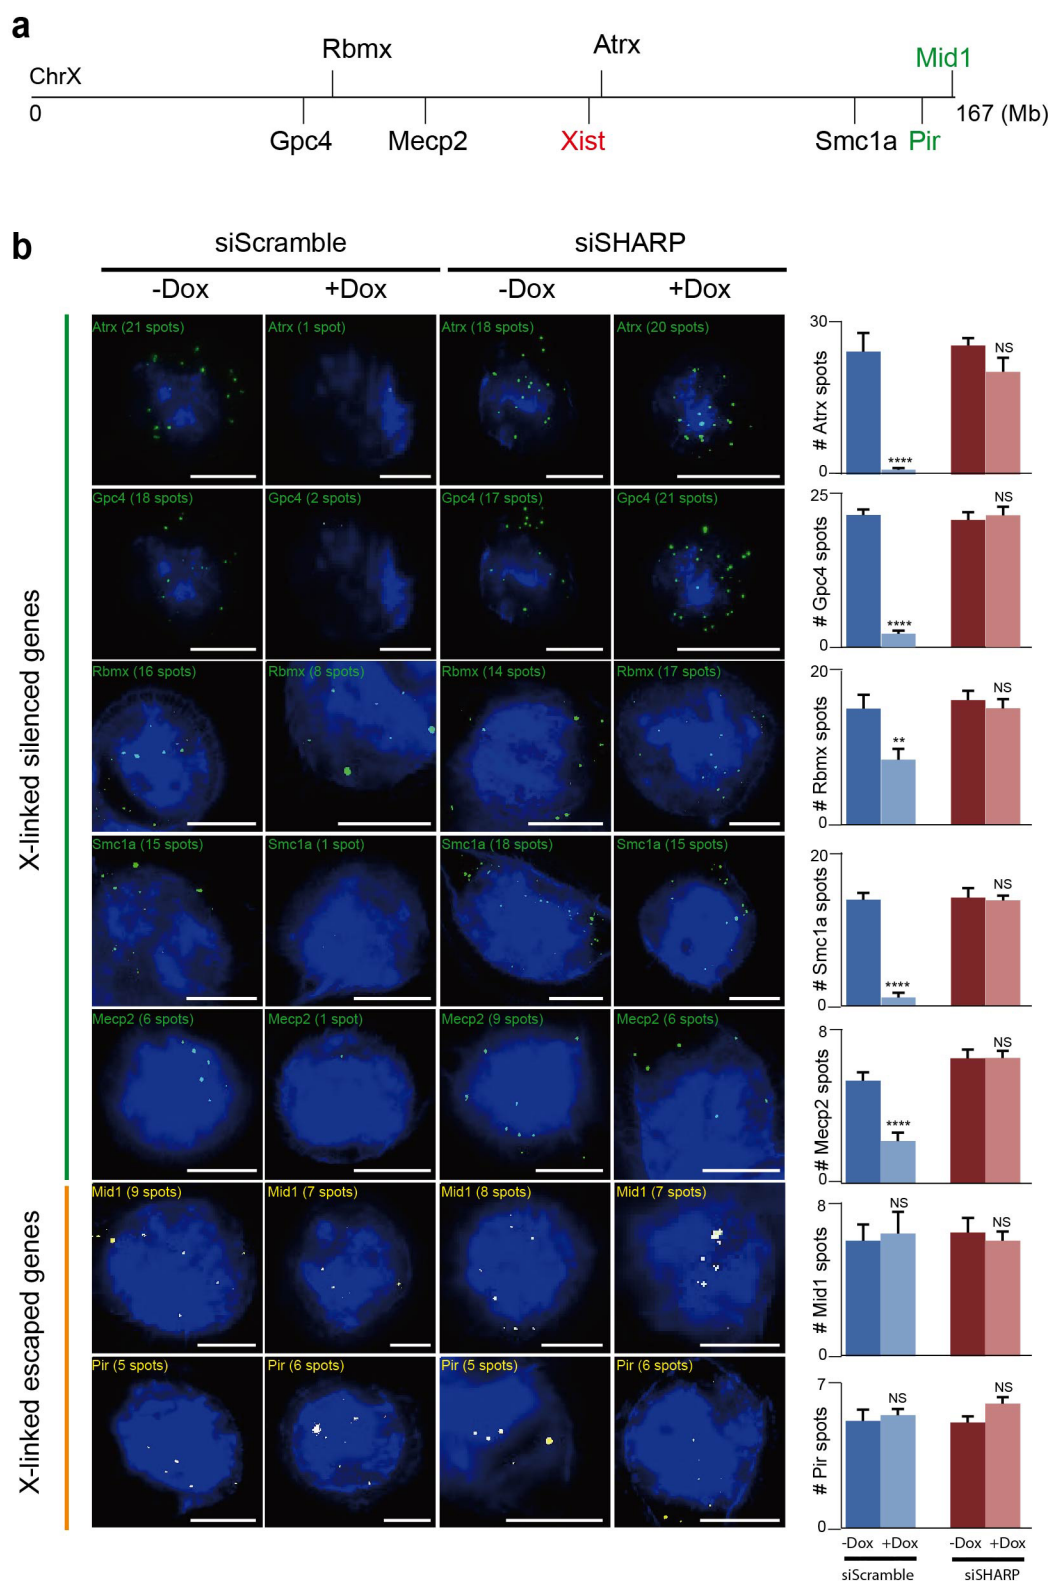 a
Rbmx
Atrx
Mid1
ChrX
0
167 (Mb)
Gpc4
Mecp2
Xist
Smc1a
Pir
b
siScramble
siSHARP
-Dox
+Dox
-Dox
+Dox
X-linked silenced genes
Atrx (21 spots)
Atrx (1 spot)
Atrx (18 spots)
Atrx (20 spots)
# Atrx spots
30
0
****
NS
Gpc4 (18 spots)
Gpc4 (2 spots)
Gpc4 (17 spots)
Gpc4 (21 spots)
# Gpc4 spots
25
0
****
NS
Rbmx (16 spots)
Rbmx (8 spots)
Rbmx (14 spots)
Rbmx (17 spots)
# Rbmx spots
20
0
**
NS
Smc1a (15 spots)
Smc1a (1 spot)
Smc1a (18 spots)
Smc1a (15 spots)
# Smc1a spots
20
0
****
NS
Mecp2 (6 spots)
Mecp2 (1 spot)
Mecp2 (9 spots)
Mecp2 (6 spots)
# Mecp2 spots
8
0
****
NS
X-linked escaped genes
Mid1 (9 spots)
Mid1 (7 spots)
Mid1 (8 spots)
Mid1 (7 spots)
# Mid1 spots
8
0
NS
NS
Pir (5 spots)
Pir (6 spots)
Pir (5 spots)
Pir (6 spots)
# Pir spots
7
0
NS
NS
-Dox
+Dox
-Dox
+Dox
siScramble
siSHARP